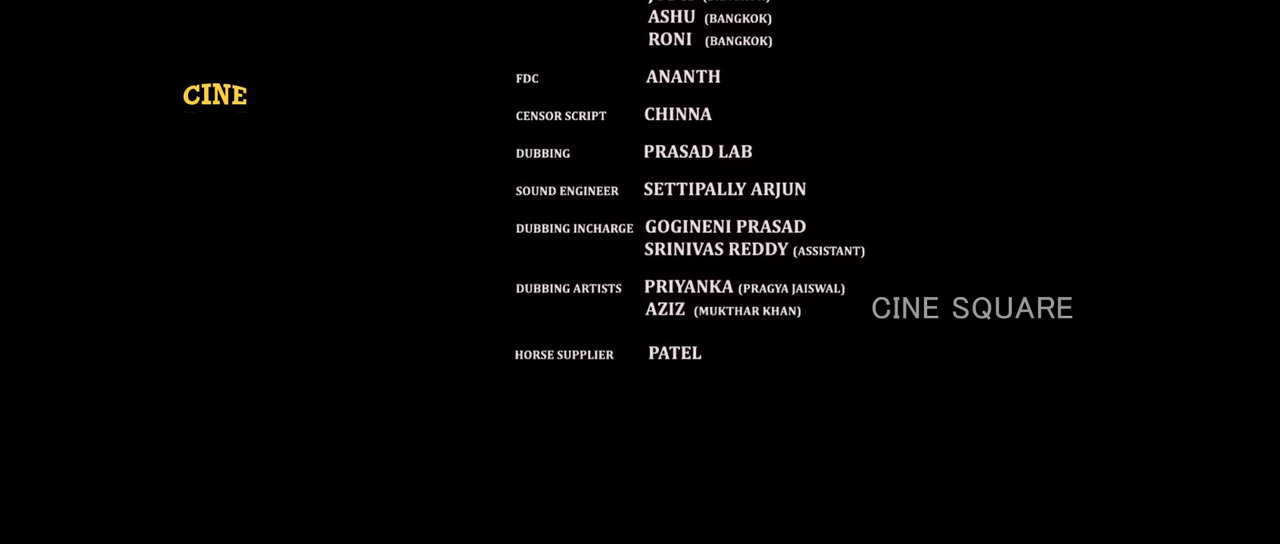 ASHU (BANGKOK)
RONI (BANGKOK)
FDC ANANTH
CINE
CENSOR SCRIPT CHINNA
DUBBING PRASAD LAB
SOUND ENGINEER SETTIPALLY ARJUN
DUBBING INCHARGE GOGINENI PRASAD
SRINIVAS REDDY (ASSISTANT)
DUBBING ARTISTS PRIYANKA (PRAGYA JAISWAL)
AZIZ (MUKTHAR KHAN)
CINE SQUARE
HORSE SUPPLIER PATEL